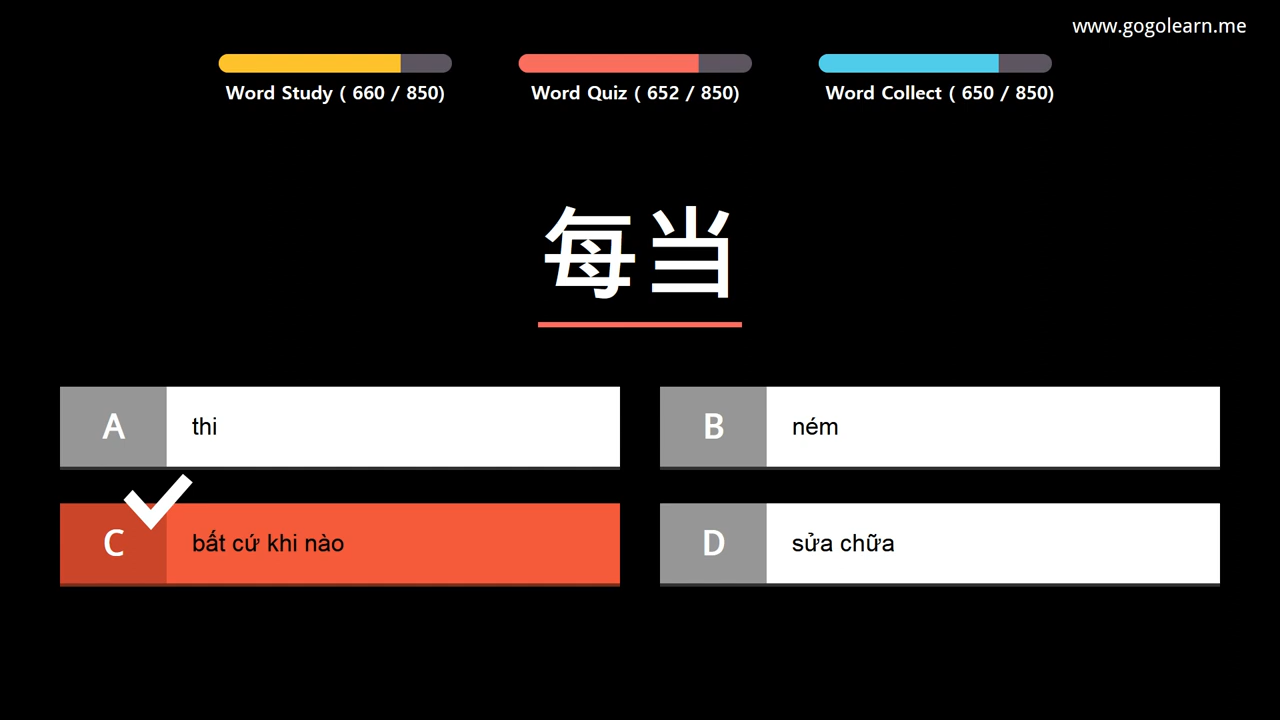 www.gogolearn.me
Word Study ( 660 / 850)
Word Quiz ( 652 / 850)
Word Collect ( 650 / 850)
每当
A thi
B ném
C bất cứ khi nào
D sửa chữa